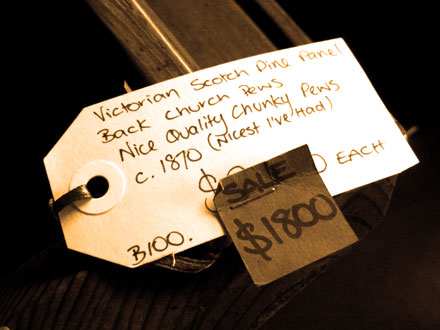 Victorian Scotch Pine Panel
Back Church Pews
Nice Quality Chunky Pews
c. 1870 (Nicest I've Had)
$ EACH
SALE
$1800
B100.